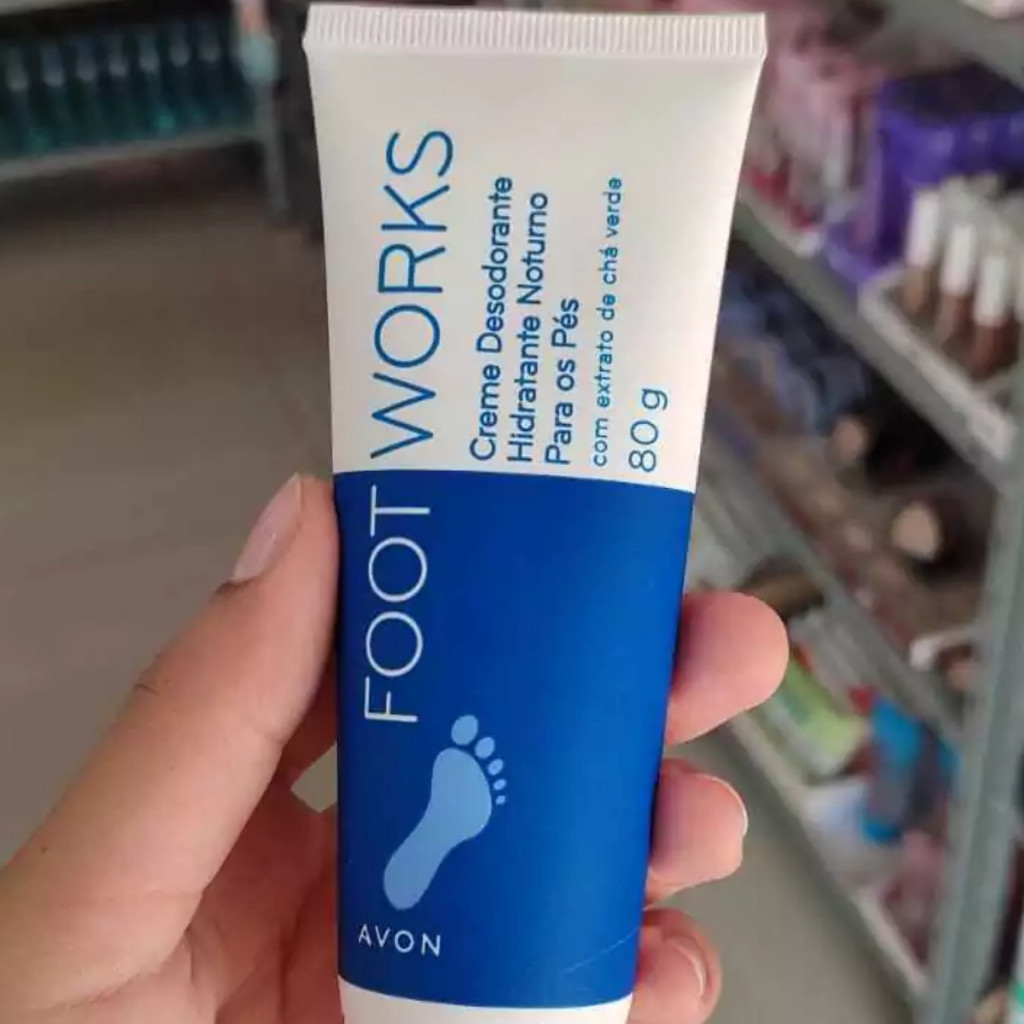 FOOT WORKS
Creme Desodorante
Hidratante Noturno
Para os Pés
com extrato de chá verde
80 g
AVON